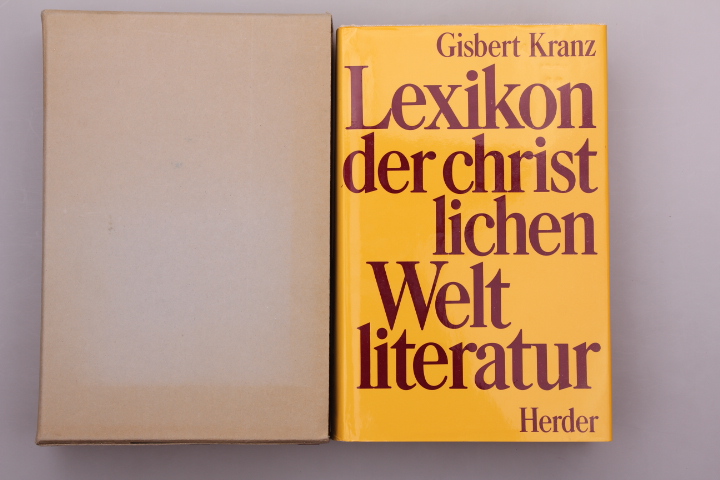 Gisbert Kranz
Lexikon
der christ
lichen
Welt
literatur
Herder